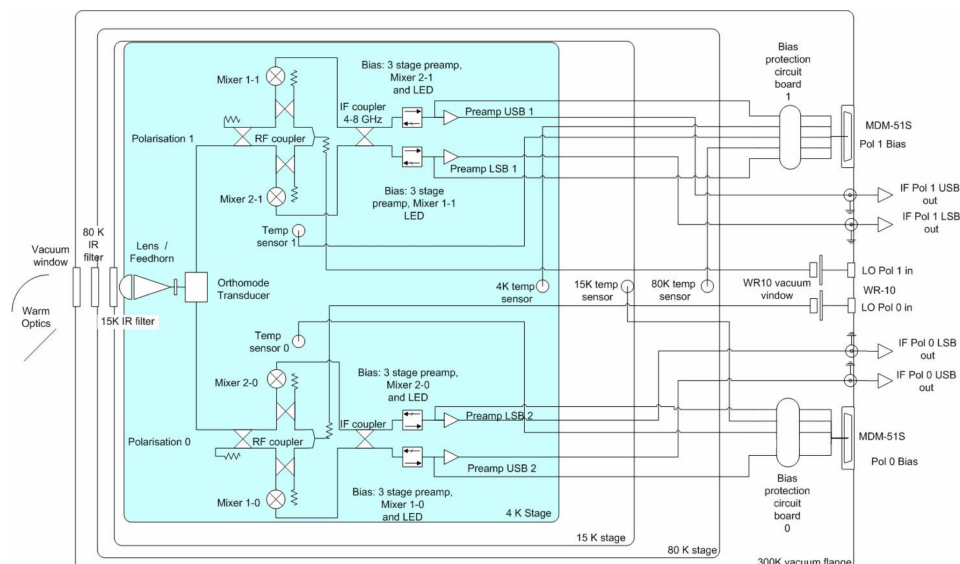 Bias: 3 stage preamp,
Mixer 2-1
and LED
Bias
protection
circuit
board
1
Mixer 1-1
IF coupler
4-8 GHz
Preamp USB 1
MDM-51S
Pol 1 Bias
Polarisation 1
RF coupler
Preamp LSB 1
Mixer 2-1
Bias: 3 stage
preamp, Mixer 1-1
LED
IF Pol 1 USB
out
IF Pol 1 LSB
out
Temp
sensor 1
80 K
IR
filter
Vacuum
window
Lens /
Feedhorn
Orthomode
Transducer
4K temp
sensor
15K temp
sensor
80K temp
sensor
WR10 vacuum
window
LO Pol 1 in
WR-10
LO Pol 0 in
Warm
Optics
15K IR filter
Temp
sensor 0
IF Pol 0 LSB
out
IF Pol 0 USB
out
Bias: 3 stage preamp,
Mixer 2-0
and LED
Mixer 2-0
IF coupler
Preamp LSB 2
Polarisation 0
RF coupler
MDM-51S
Pol 0 Bias
Preamp USB 2
Mixer 1-0
Bias: 3 stage preamp,
Mixer 1-0
and LED
Bias
protection
circuit
board
0
4 K Stage
15 K stage
80 K stage
300K vacuum flange